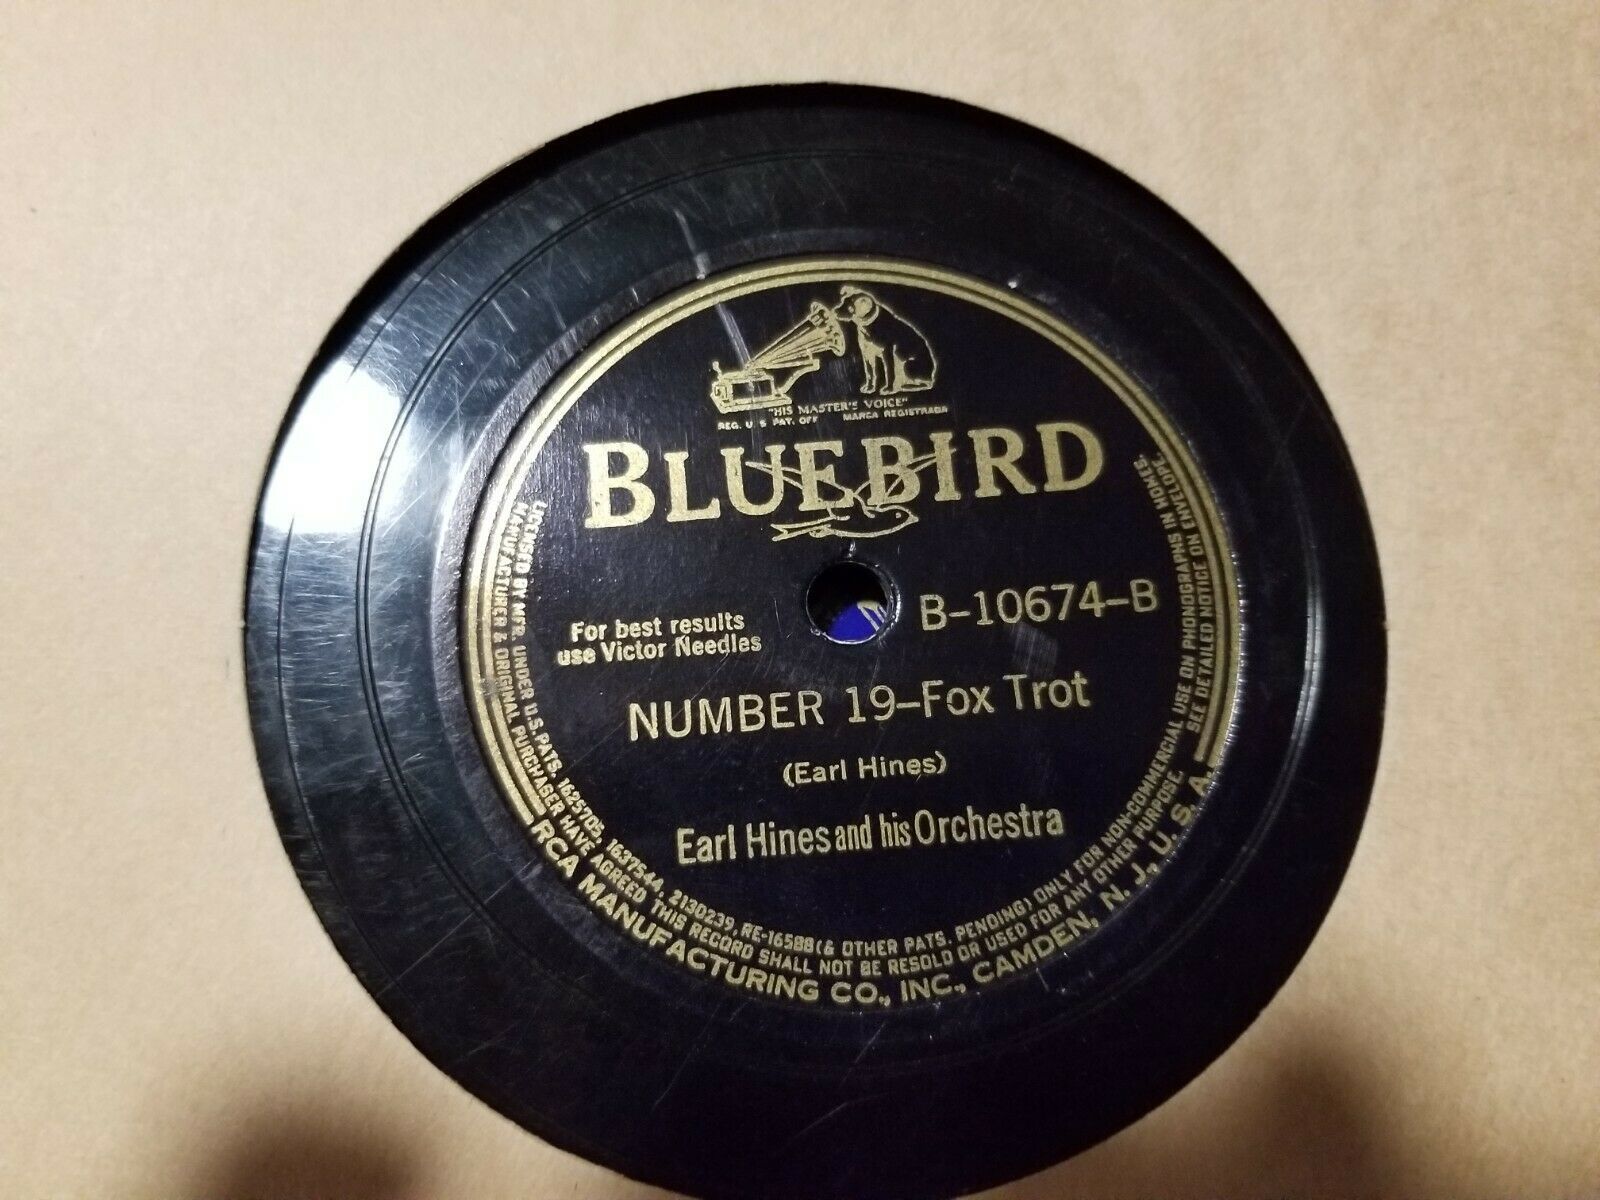 "HIS MASTER'S VOICE"
REG. U. S. PAT. OFF. MARCA REGISTRADA
BLUEBIRD
B-10674-B
For best results
use Victor Needles
NUMBER 19-Fox Trot
(Earl Hines)
Earl Hines and his Orchestra
LICENSED BY MFR. UNDER U.S. PATS. 1625705, 1637544, 2130239, RE-16588 (& OTHER PATS. PENDING) ONLY FOR NON-COMMERCIAL USE ON PHONOGRAPHS IN HOMES.
MANUFACTURER & ORIGINAL PURCHASER HAVE AGREED THIS RECORD SHALL NOT BE RESOLD OR USED FOR ANY OTHER PURPOSE. SEE DETAILED NOTICE ON ENVELOPE.
RCA MANUFACTURING CO., INC., CAMDEN, N. J., U. S. A.